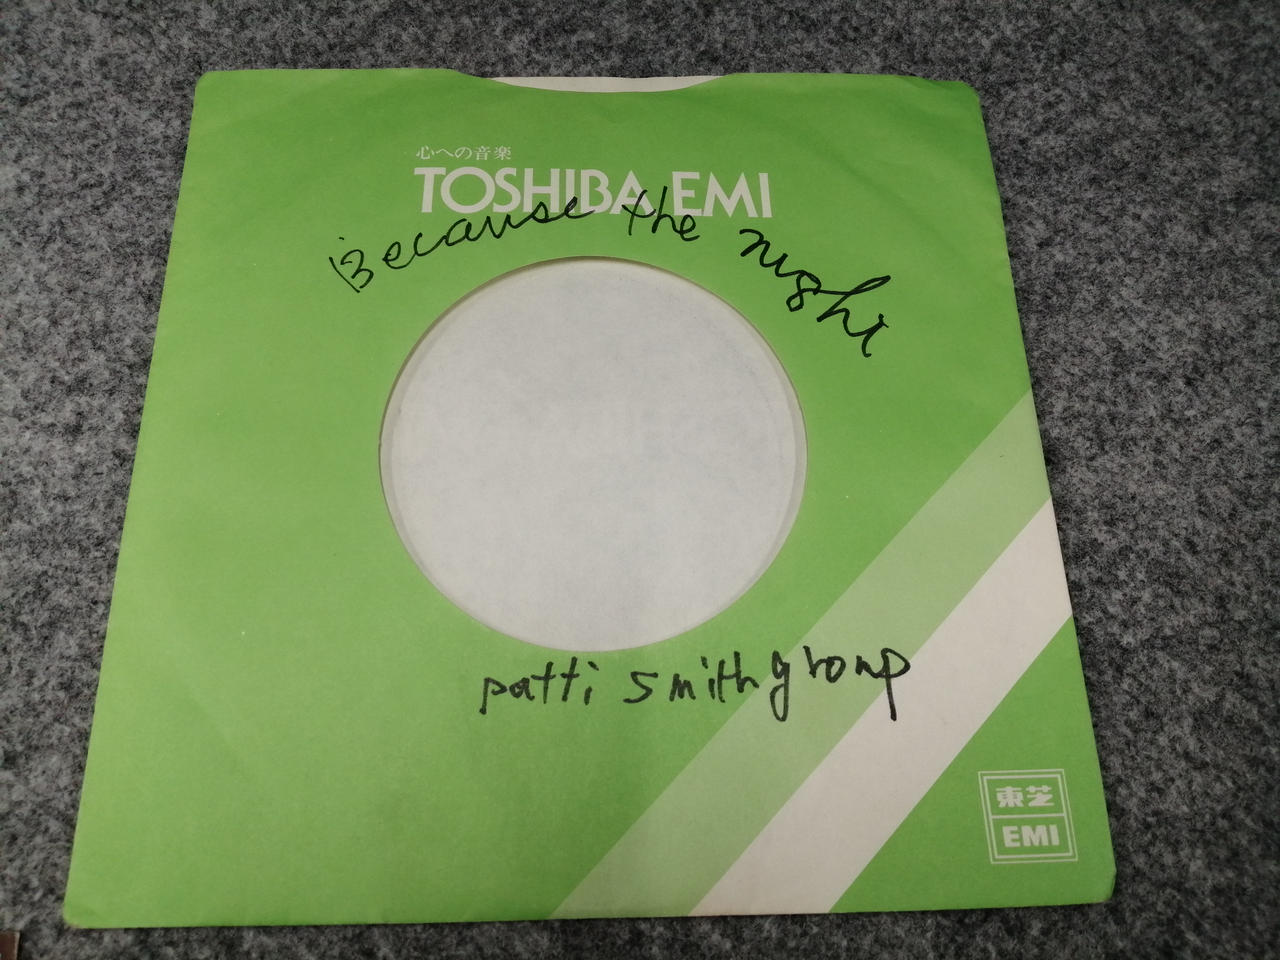 心への音楽
TOSHIBA EMI
Because the night
patti smith group
東芝
EMI